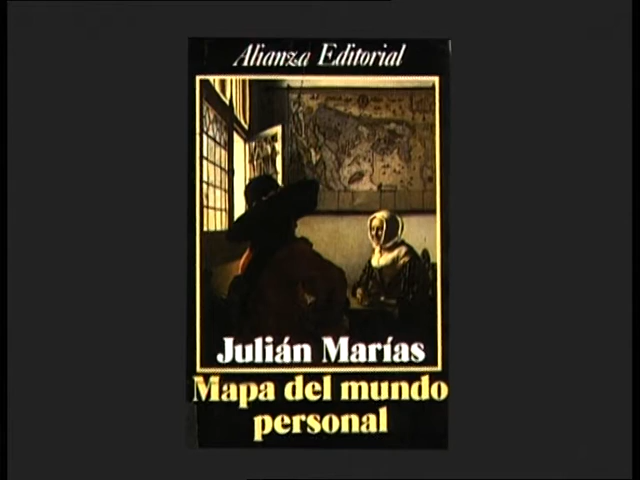 Alianza Editorial
Julián Marías
Mapa del mundo
personal